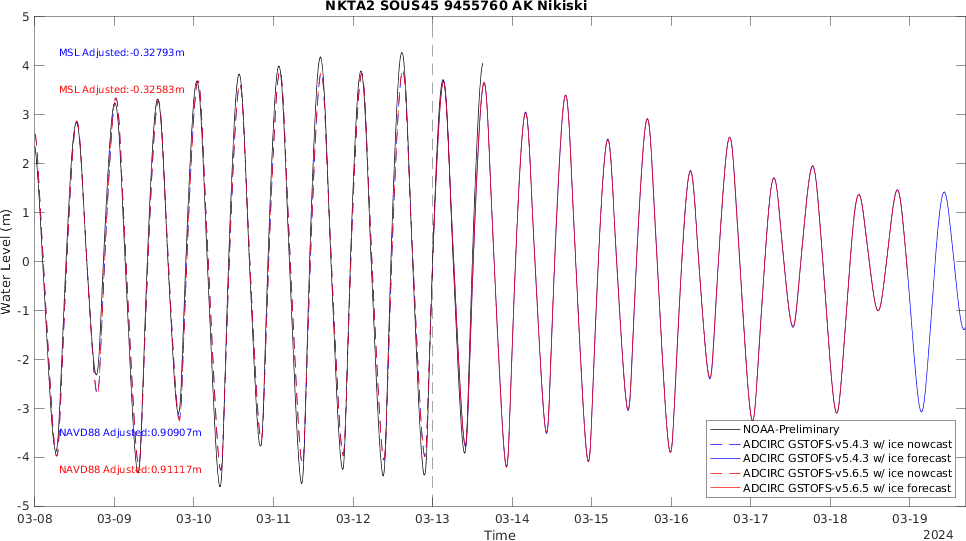 NKTA2 SOUS45 9455760 AK Nikiski
5
4
3
2
1
0
-1
-2
-3
-4
-5
Water Level (m)
MSL Adjusted:-0.32793m
MSL Adjusted:-0.32583m
NAVD88 Adjusted:0.90907m
NAVD88 Adjusted:0.91117m
NOAA-Preliminary
ADCIRC GSTOFS-v5.4.3 w/ ice nowcast
ADCIRC GSTOFS-v5.4.3 w/ ice forecast
ADCIRC GSTOFS-v5.6.5 w/ ice nowcast
ADCIRC GSTOFS-v5.6.5 w/ ice forecast
03-08 03-09 03-10 03-11 03-12 03-13 03-14 03-15 03-16 03-17 03-18 03-19
Time
2024